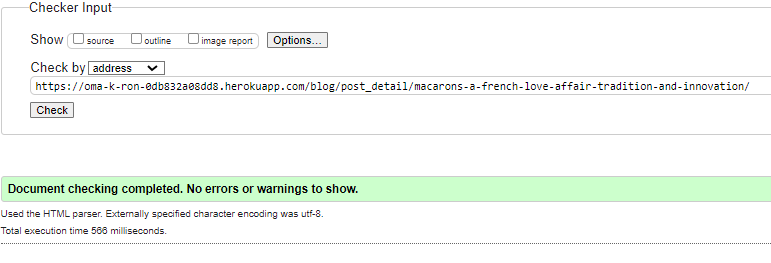 Checker Input
Show source outline image report Options...
Check by address
https://oma-k-ron-0db832a08dd8.herokuapp.com/blog/post_detail/macarons-a-french-love-affair-tradition-and-innovation/
Check
Document checking completed. No errors or warnings to show.
Used the HTML parser. Externally specified character encoding was utf-8.
Total execution time 566 milliseconds.